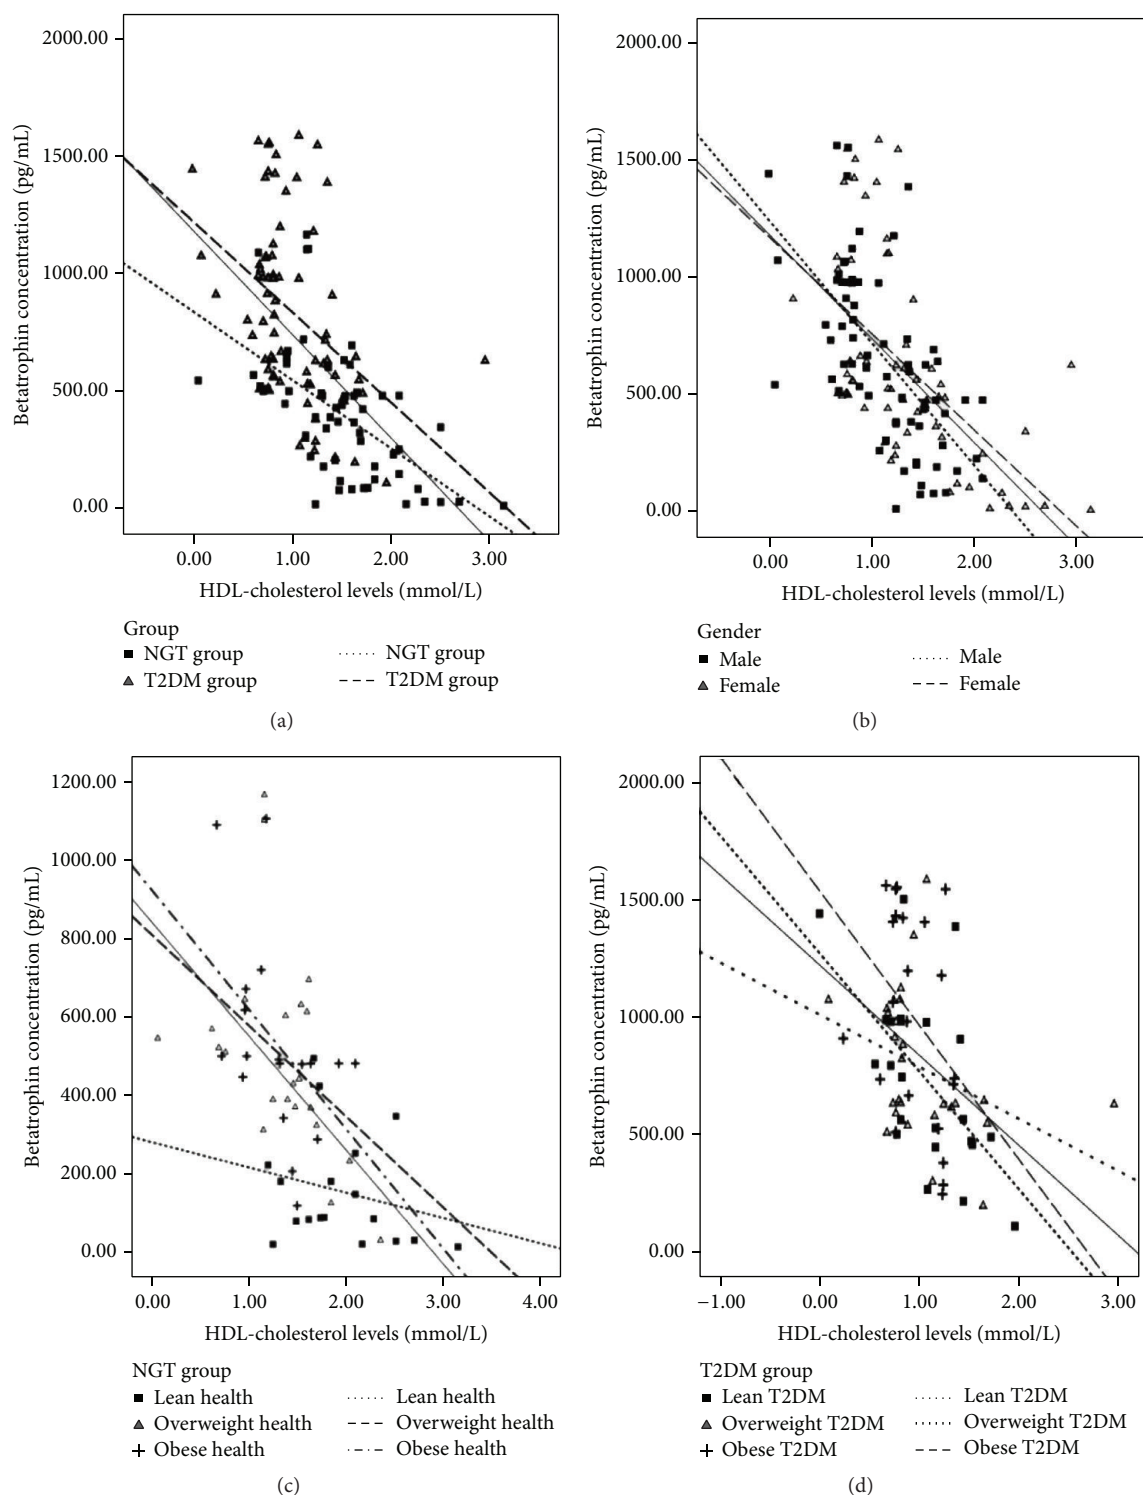 2000.00
1500.00
1000.00
500.00
0.00
Betatrophin concentration (pg/mL)
0.00 1.00 2.00 3.00
HDL-cholesterol levels (mmol/L)
Group
NGT group NGT group
T2DM group T2DM group
(a)
2000.00
1500.00
1000.00
500.00
0.00
Betatrophin concentration (pg/mL)
0.00 1.00 2.00 3.00
HDL-cholesterol levels (mmol/L)
Gender
Male Male
Female Female
(b)
1200.00
1000.00
800.00
600.00
400.00
200.00
0.00
Betatrophin concentration (pg/mL)
0.00 1.00 2.00 3.00 4.00
HDL-cholesterol levels (mmol/L)
NGT group
Lean health Lean health
Overweight health Overweight health
Obese health Obese health
(c)
2000.00
1500.00
1000.00
500.00
0.00
Betatrophin concentration (pg/mL)
−1.00 0.00 1.00 2.00 3.00
HDL-cholesterol levels (mmol/L)
T2DM group
Lean T2DM Lean T2DM
Overweight T2DM Overweight T2DM
Obese T2DM Obese T2DM
(d)